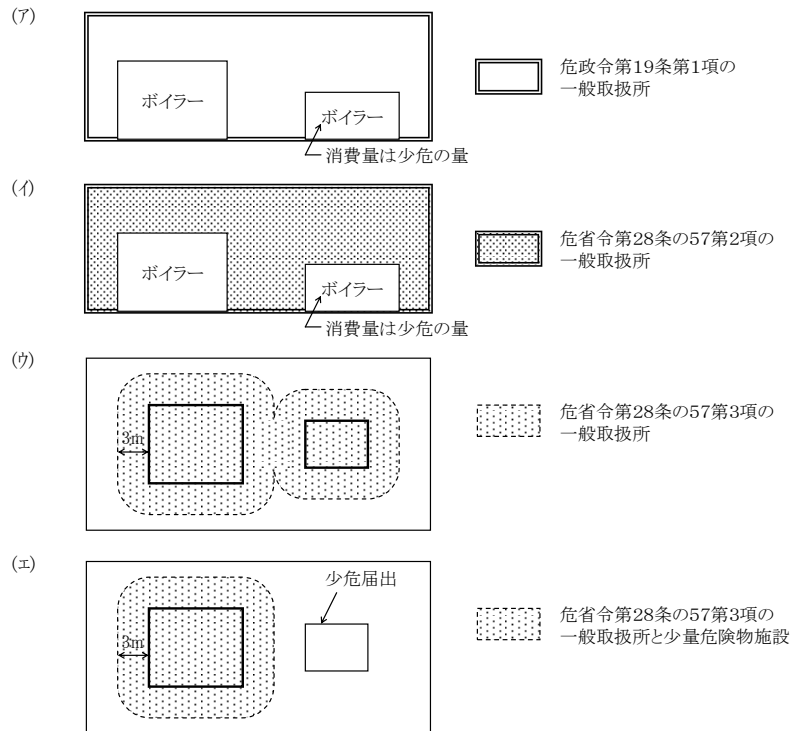 (ア)
ボイラー
ボイラー
消費量は少危の量
危政令第19条第1項の
一般取扱所
(イ)
ボイラー
ボイラー
消費量は少危の量
危省令第28条の57第2項の
一般取扱所
(ウ)
3m
危省令第28条の57第3項の
一般取扱所
(エ)
少危届出
3m
危省令第28条の57第3項の
一般取扱所と少量危険物施設